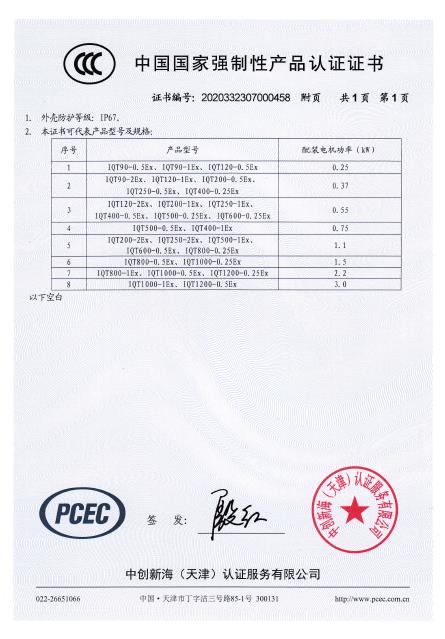 CCC
中国国家强制性产品认证证书
证书编号: 2020332307000458 附页 共1页 第1页
1. 外壳防护等级: IP67。
2. 本证书可代表产品型号及规格:
序号 产品型号 配装电机功率 (kW)
1 IQT90-0.5Ex、IQT90-1Ex、IQT120-0.5Ex 0.25
2 IQT90-2Ex、IQT120-1Ex、IQT200-0.5Ex、
IQT250-0.5Ex、IQT400-0.25Ex 0.37
3 IQT120-2Ex、IQT200-1Ex、IQT250-1Ex、
IQT400-0.5Ex、IQT500-0.25Ex、IQT600-0.25Ex 0.55
4 IQT500-0.5Ex、IQT400-1Ex 0.75
5 IQT200-2Ex、IQT250-2Ex、IQT500-1Ex、
IQT600-0.5Ex、IQT800-0.25Ex 1.1
6 IQT800-0.5Ex、IQT1000-0.25Ex 1.5
7 IQT800-1Ex、IQT1000-0.5Ex、IQT1200-0.25Ex 2.2
8 IQT1000-1Ex、IQT1200-0.5Ex 3.0
以下空白
PCEC
签 发:
中创新海（天津）认证服务有限公司
中创新海（天津）认证服务有限公司
022-26651066 中国·天津市丁字沽三号路85-1号 300131 http://www.pcec.com.cn